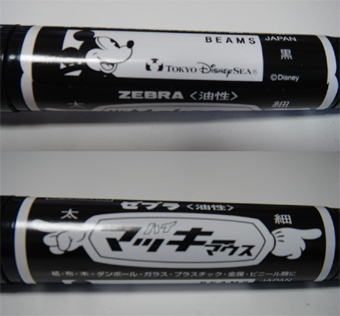 BEAMS JAPAN
黒
TOKYO DisneySEA®
©Disney
太 ZEBRA〈油性〉 細
ゼブラ〈油性〉
太 ハイ 細
マッキーマウス
紙・布・木・ダンボール・ガラス・プラスチック・金属・ビニール類に